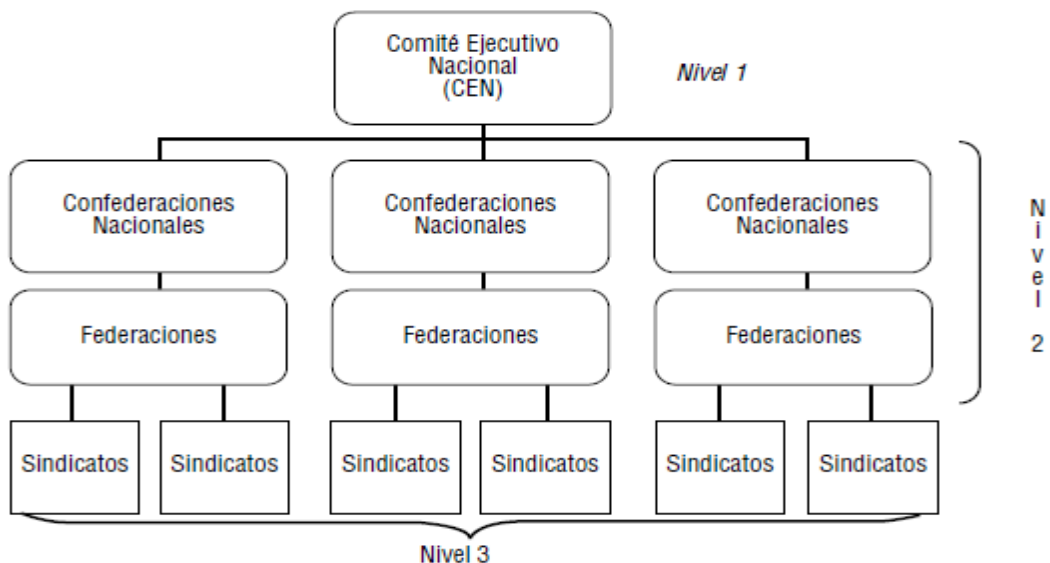 Comité Ejecutivo
Nacional
(CEN)
Nivel 1
Confederaciones
Nacionales
Confederaciones
Nacionales
Confederaciones
Nacionales
Nivel 2
Federaciones
Federaciones
Federaciones
Sindicatos
Sindicatos
Sindicatos
Sindicatos
Sindicatos
Sindicatos
Nivel 3